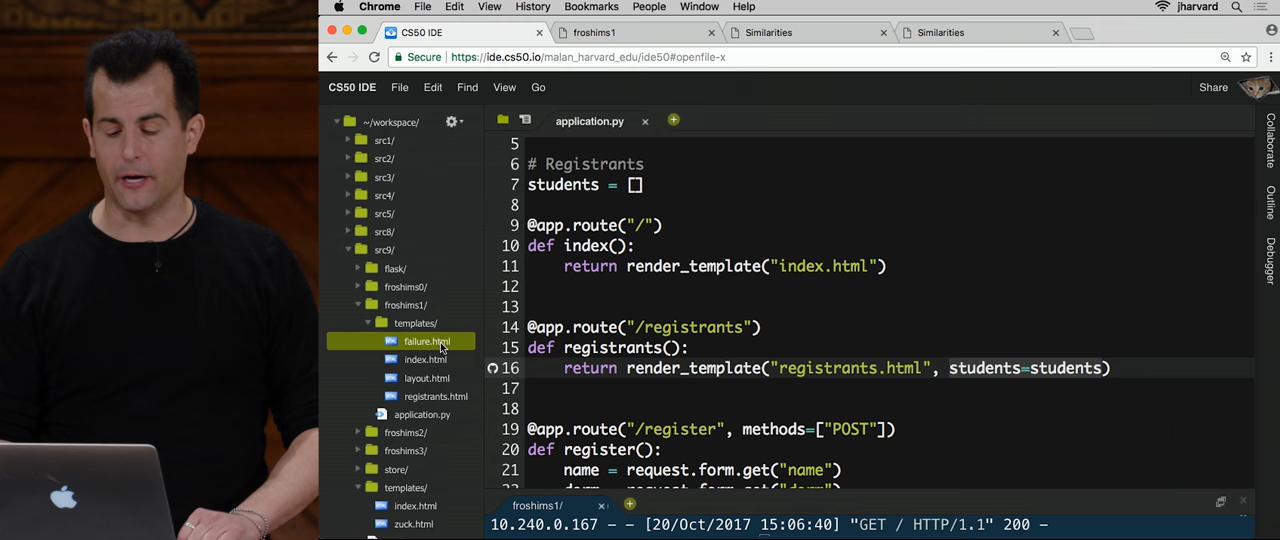 Chrome File Edit View History Bookmarks People Window Help jharvard
CS50 IDE froshims1 Similarities Similarities
Secure https://ide.cs50.io/malan_harvard_edu/ide50#openfile-x
CS50 IDE File Edit Find View Go Share
~/workspace/
src1/
src2/
src3/
src4/
src5/
src8/
src9/
flask/
froshims0/
froshims1/
templates/
failure.html
index.html
layout.html
registrants.html
application.py
froshims2/
froshims3/
store/
templates/
index.html
zuck.html
application.py
5
6 # Registrants
7 students = []
8
9 @app.route("/")
10 def index():
11 return render_template("index.html")
12
13
14 @app.route("/registrants")
15 def registrants():
16 return render_template("registrants.html", students=students)
17
18
19 @app.route("/register", methods=["POST"])
20 def register():
21 name = request.form.get("name")
froshims1/
10.240.0.167 - - [20/Oct/2017 15:06:40] "GET / HTTP/1.1" 200 -
Collaborate
Outline
Debugger